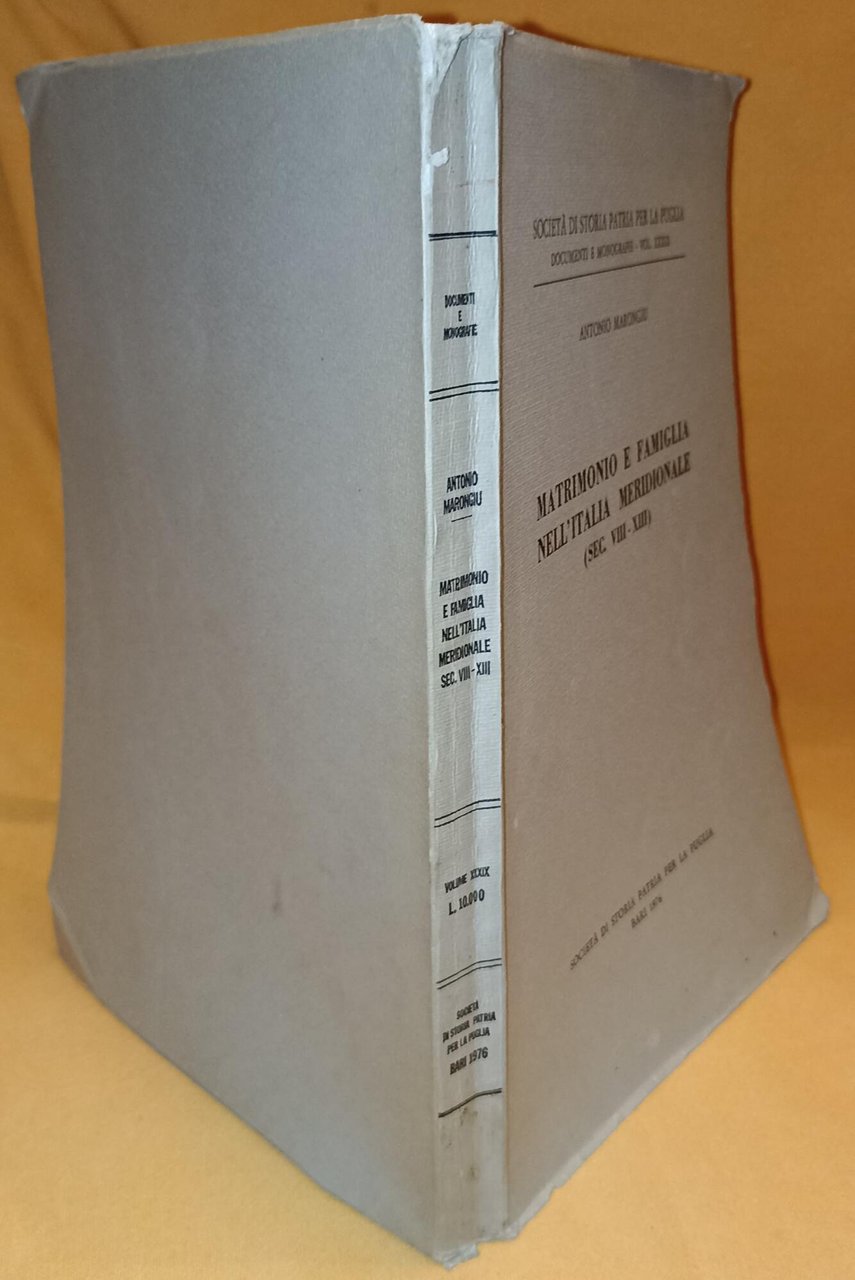 DOCUMENTI
E
MONOGRAFIE
ANTONIO
MARONGIU
MATRIMONIO
E FAMIGLIA
NELL'ITALIA
MERIDIONALE
SEC. VIII-XIII
VOLUME XXXIX
L. 10.000
SOCIETÀ
DI STORIA PATRIA
PER LA PUGLIA
BARI 1976
SOCIETÀ DI STORIA PATRIA PER LA PUGLIA
DOCUMENTI E MONOGRAFIE - VOL.
ANTONIO MARONGIU
MATRIMONIO E FAMIGLIA
NELL'ITALIA MERIDIONALE
(SEC. VIII-XIII)
SOCIETÀ DI STORIA PATRIA PER LA PUGLIA
BARI 1976